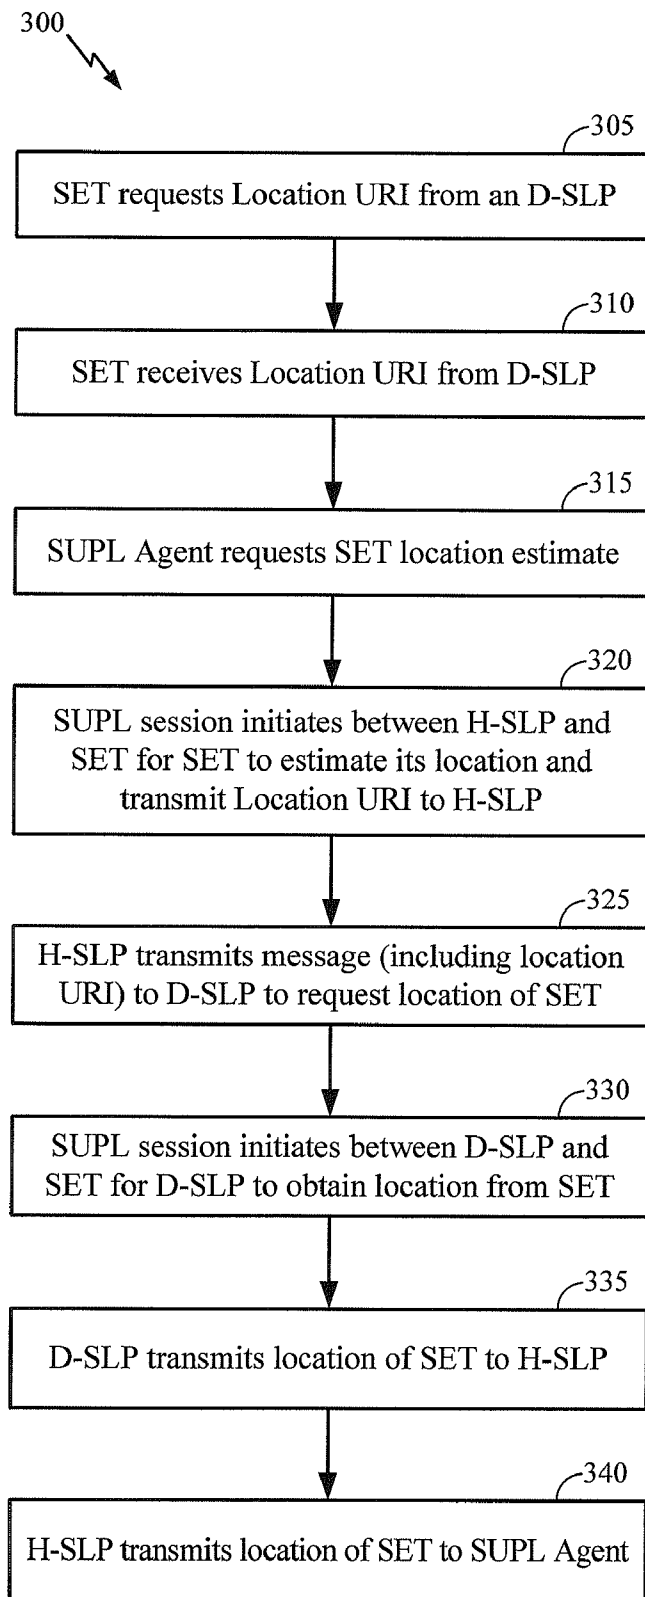 300
305
SET requests Location URI from an D-SLP
310
SET receives Location URI from D-SLP
315
SUPL Agent requests SET location estimate
320
SUPL session initiates between H-SLP and
SET for SET to estimate its location and
transmit Location URI to H-SLP
325
H-SLP transmits message (including location
URI) to D-SLP to request location of SET
330
SUPL session initiates between D-SLP and
SET for D-SLP to obtain location from SET
335
D-SLP transmits location of SET to H-SLP
340
H-SLP transmits location of SET to SUPL Agent